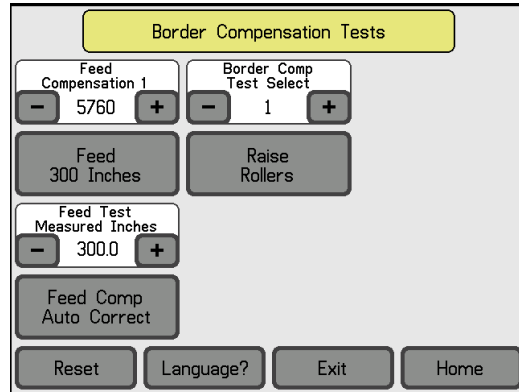 Border Compensation Tests
Feed
Compensation 1
- 5760 +
Border Comp
Test Select
- 1 +
Feed
300 Inches
Raise
Rollers
Feed Test
Measured Inches
- 300.0 +
Feed Comp
Auto Correct
Reset
Language?
Exit
Home